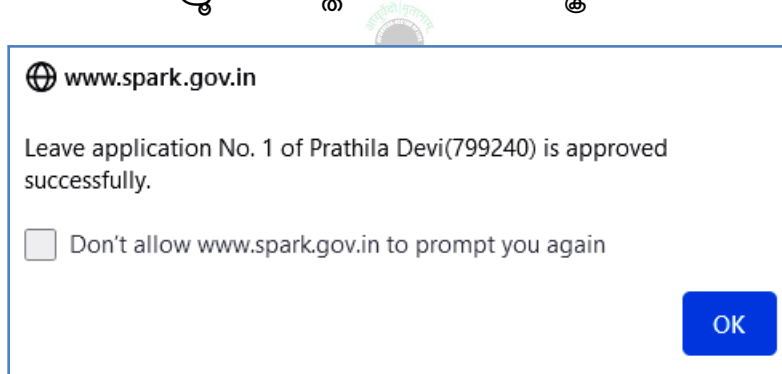 www.spark.gov.in
Leave application No. 1 of Prathila Devi(799240) is approved
successfully.
Don't allow www.spark.gov.in to prompt you again
OK